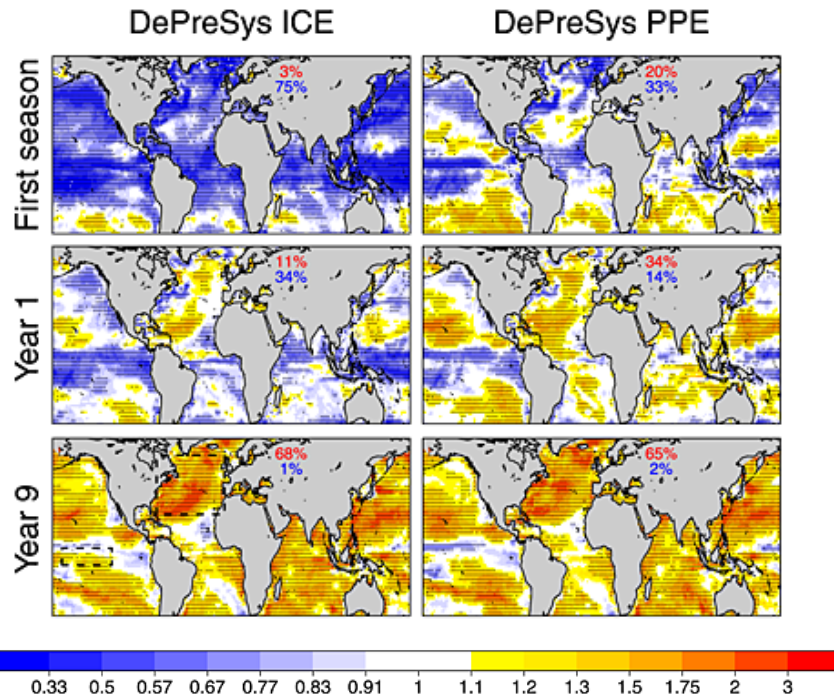 DePreSys ICE DePreSys PPE
First season
3%
75%
20%
33%
Year 1
11%
34%
34%
14%
Year 9
68%
1%
65%
2%
0.33 0.5 0.57 0.67 0.77 0.83 0.91 1 1.1 1.2 1.3 1.5 1.75 2 3